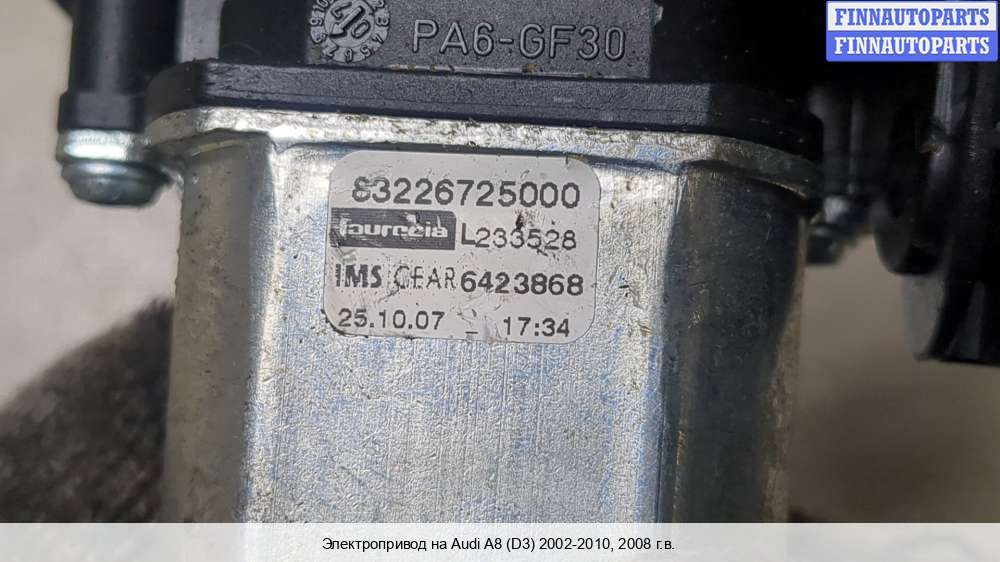 PA6-GF30
FINNAUTOPARTS
FINNAUTOPARTS
83226725000
faurecia L233528
IMS GEAR 6423868
25.10.07 - 17:34
Электропривод на Audi A8 (D3) 2002-2010, 2008 г.в.